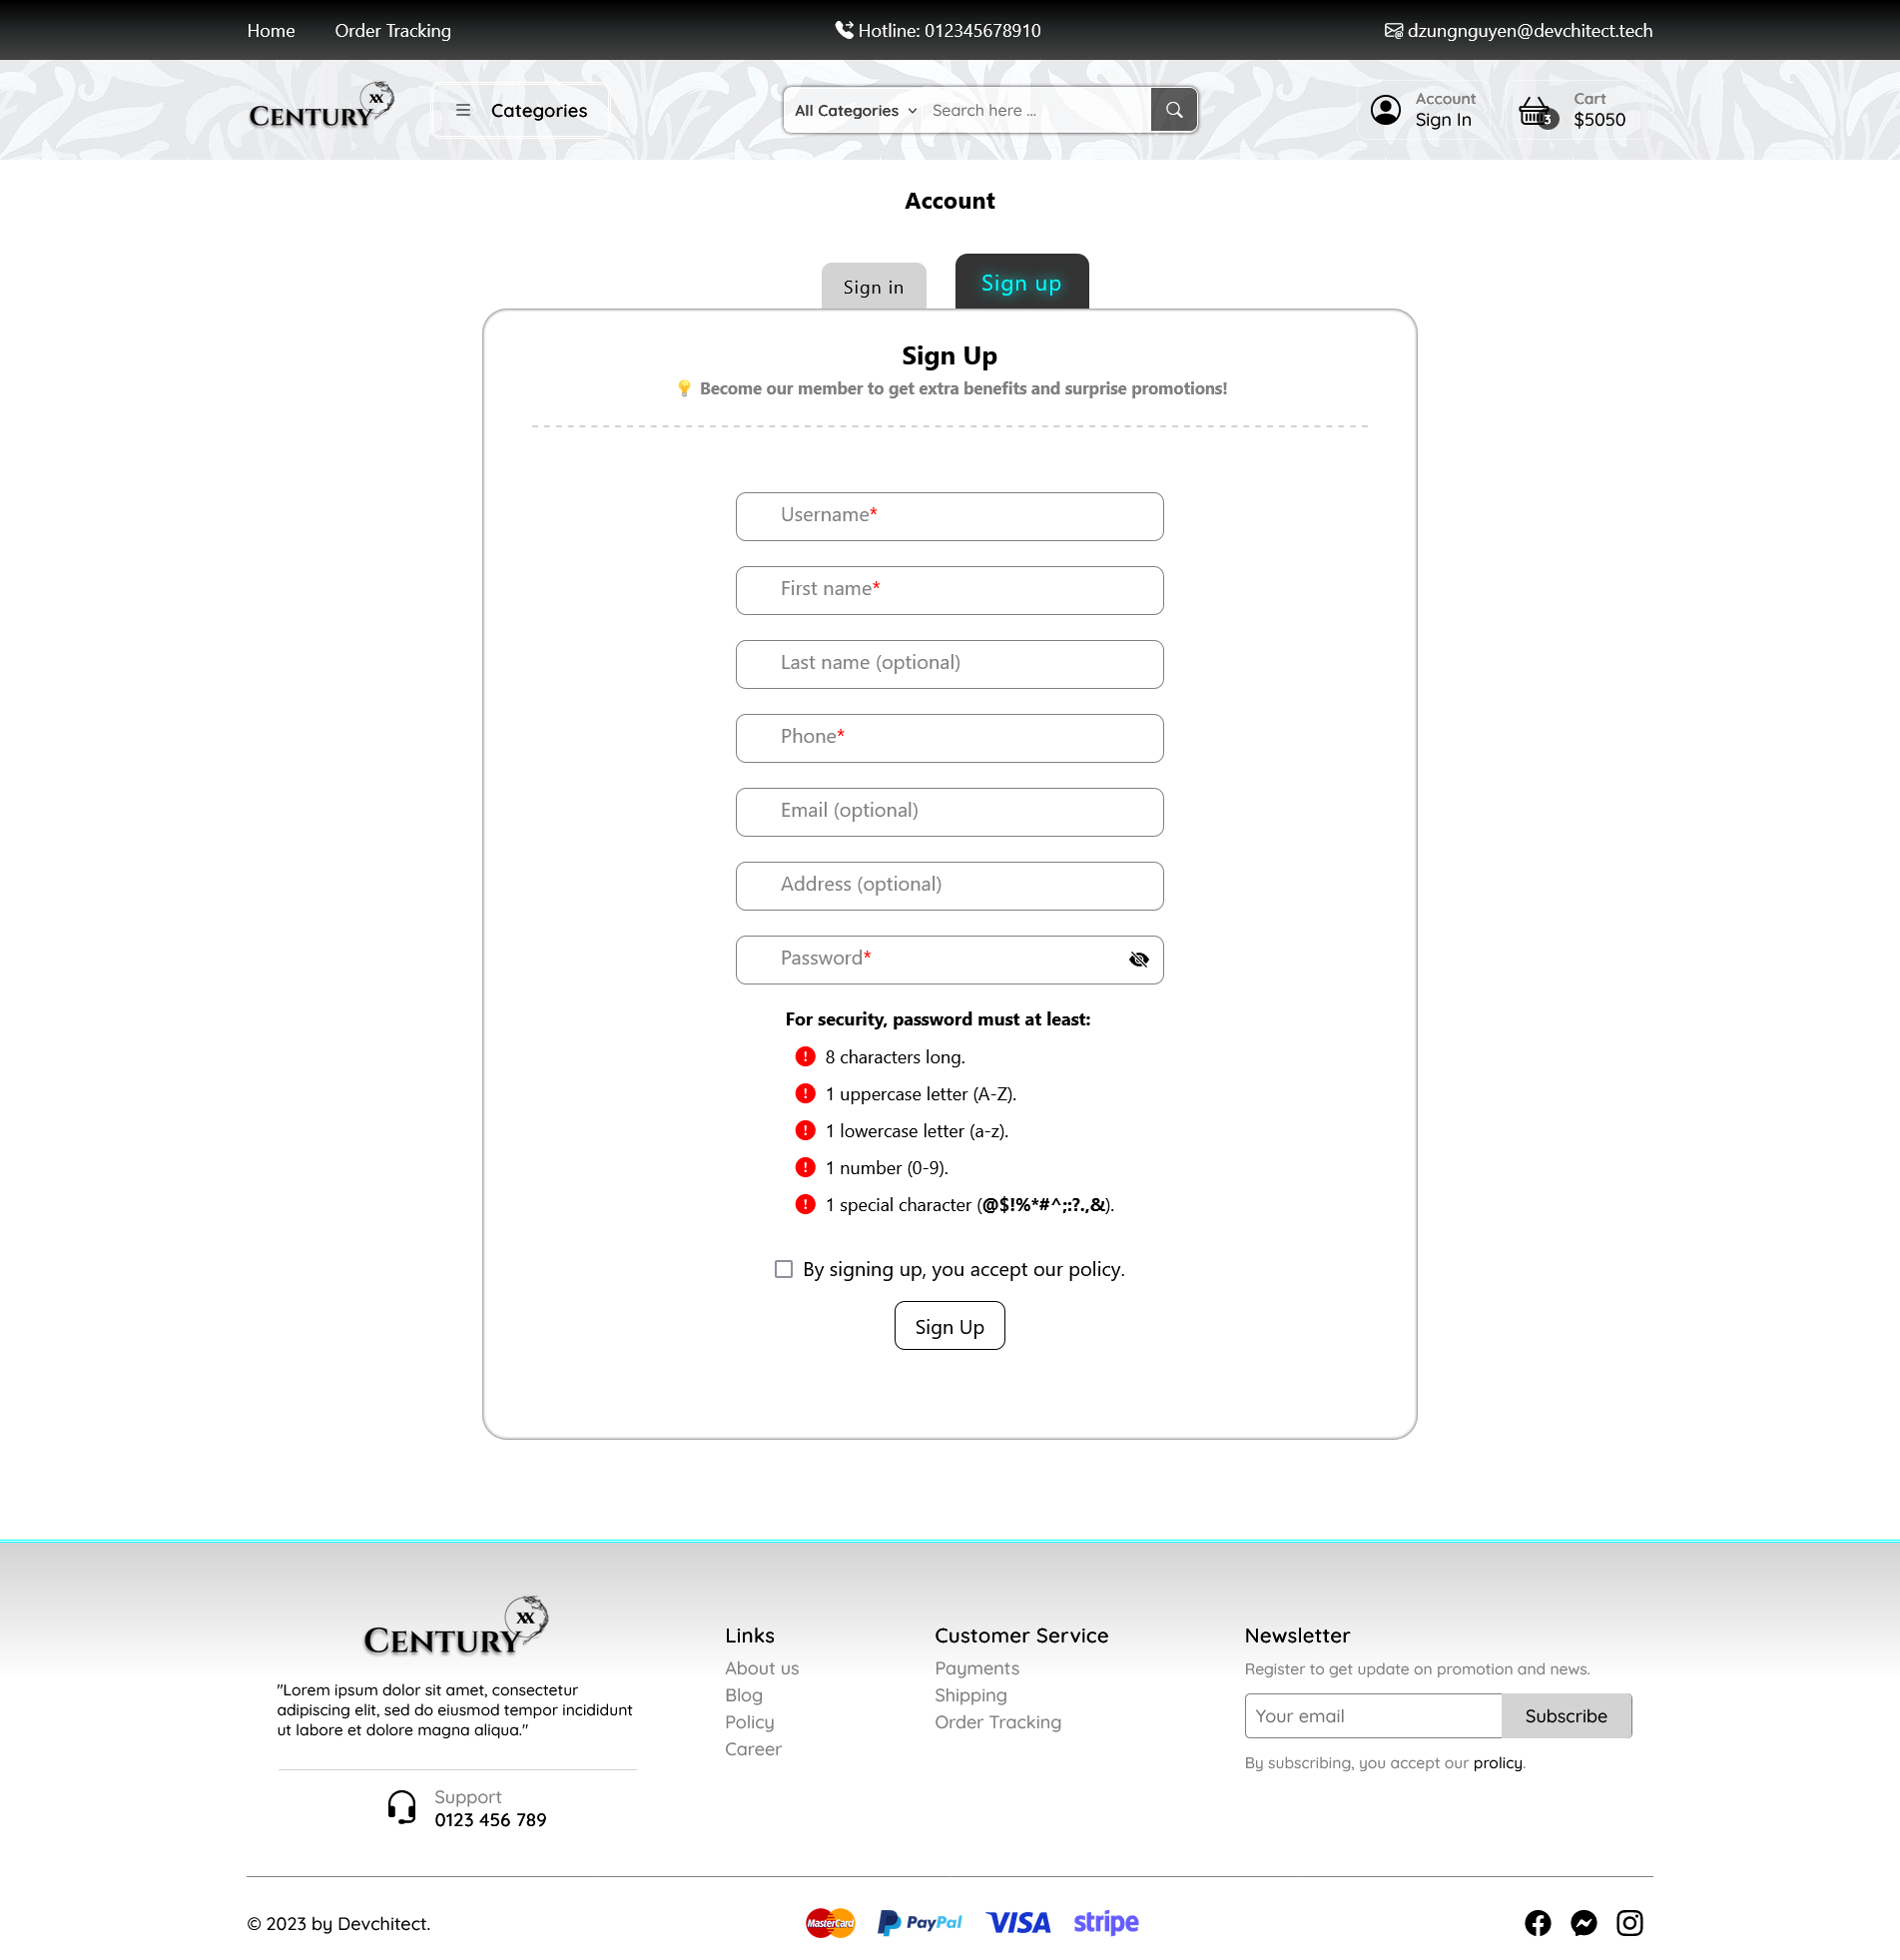 Home Order Tracking Hotline: 012345678910 dzungnguyen@devchitect.tech
CENTURY XX Categories All Categories Search here ... Account Sign In 3 Cart $5050
Account
Sign in Sign up
Sign Up
💡 Become our member to get extra benefits and surprise promotions!
Username*
First name*
Last name (optional)
Phone*
Email (optional)
Address (optional)
Password*
For security, password must at least:
! 8 characters long.
! 1 uppercase letter (A-Z).
! 1 lowercase letter (a-z).
! 1 number (0-9).
! 1 special character (@$!%*#^;:?.,&).
By signing up, you accept our policy.
Sign Up
CENTURY XX
"Lorem ipsum dolor sit amet, consectetur
adipiscing elit, sed do eiusmod tempor incididunt
ut labore et dolore magna aliqua."
Support
0123 456 789
Links
About us
Blog
Policy
Career
Customer Service
Payments
Shipping
Order Tracking
Newsletter
Register to get update on promotion and news.
Your email Subscribe
By subscribing, you accept our prolicy.
© 2023 by Devchitect. MasterCard PayPal VISA stripe